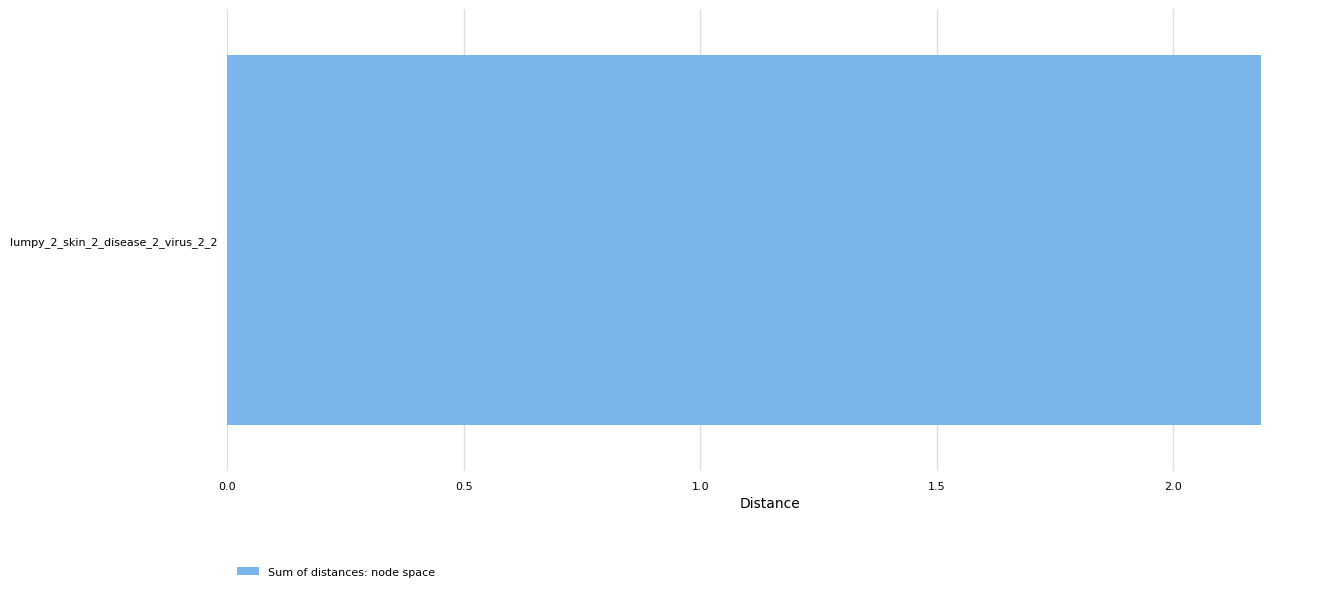 lumpy_2_skin_2_disease_2_virus_2_2
0.0 0.5 1.0 1.5 2.0
Distance
Sum of distances: node space